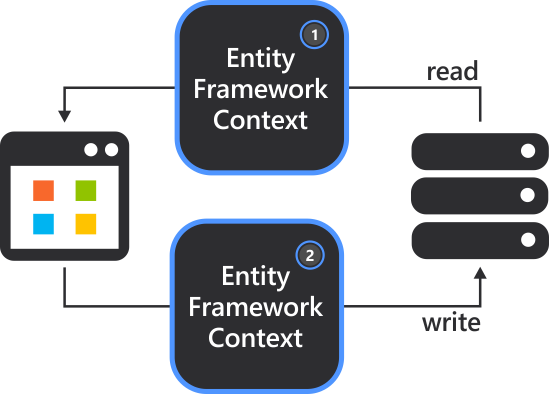 1
Entity
Framework
Context
read
2
Entity
Framework
Context
write